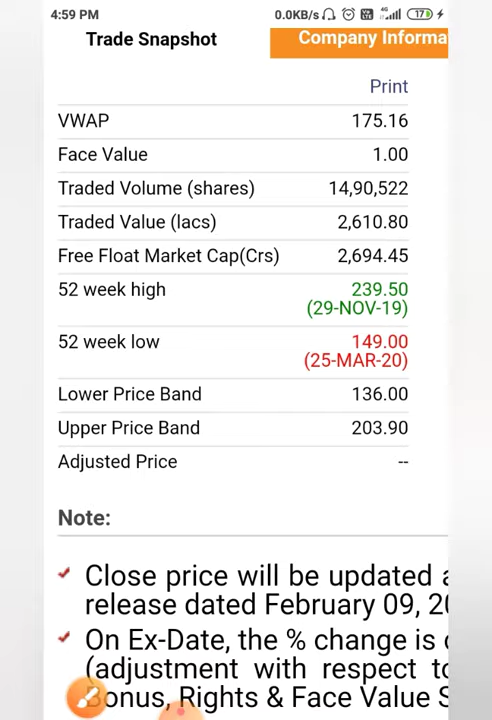 4:59 PM 0.0KB/s 4G 17
Trade Snapshot Company Informa
Print
VWAP 175.16
Face Value 1.00
Traded Volume (shares) 14,90,522
Traded Value (lacs) 2,610.80
Free Float Market Cap(Crs) 2,694.45
52 week high 239.50
(29-NOV-19)
52 week low 149.00
(25-MAR-20)
Lower Price Band 136.00
Upper Price Band 203.90
Adjusted Price --
Note:
Close price will be updated
release dated February 09, 20
On Ex-Date, the % change is
(adjustment with respect to
Bonus, Rights & Face Value S